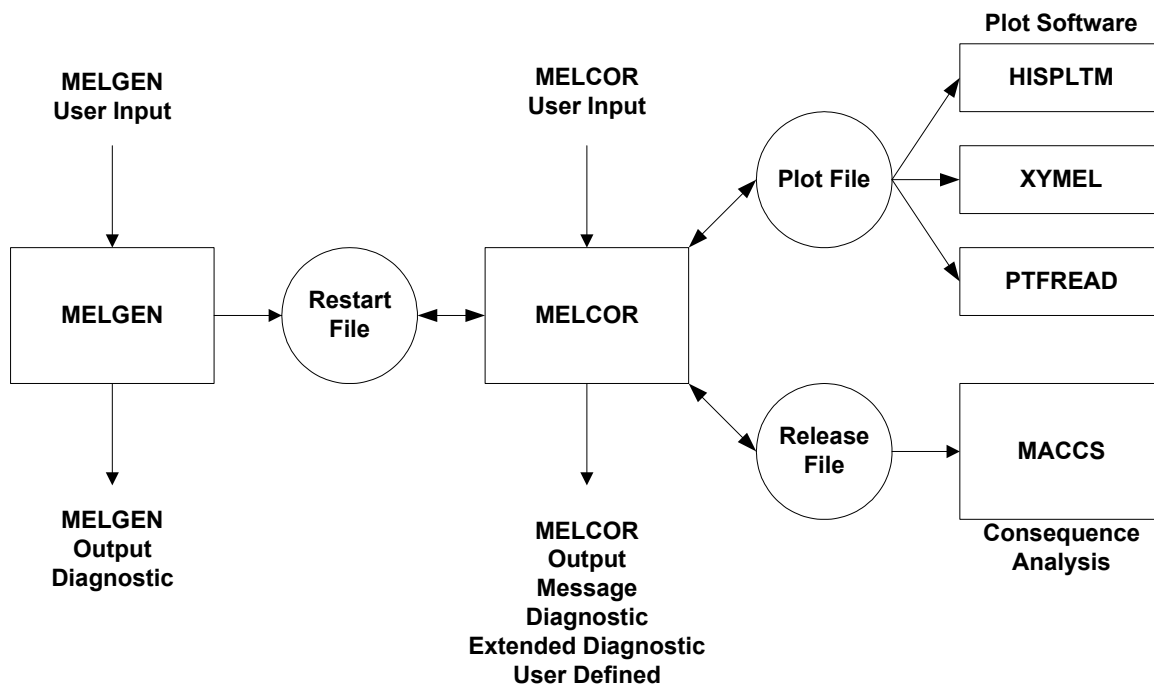 Plot Software
HISPLTM
XYMEL
PTFREAD
MELGEN
User Input
MELCOR
User Input
Plot File
MELGEN
Restart
File
MELCOR
Release
File
MACCS
Consequence
Analysis
MELGEN
Output
Diagnostic
MELCOR
Output
Message
Diagnostic
Extended Diagnostic
User Defined